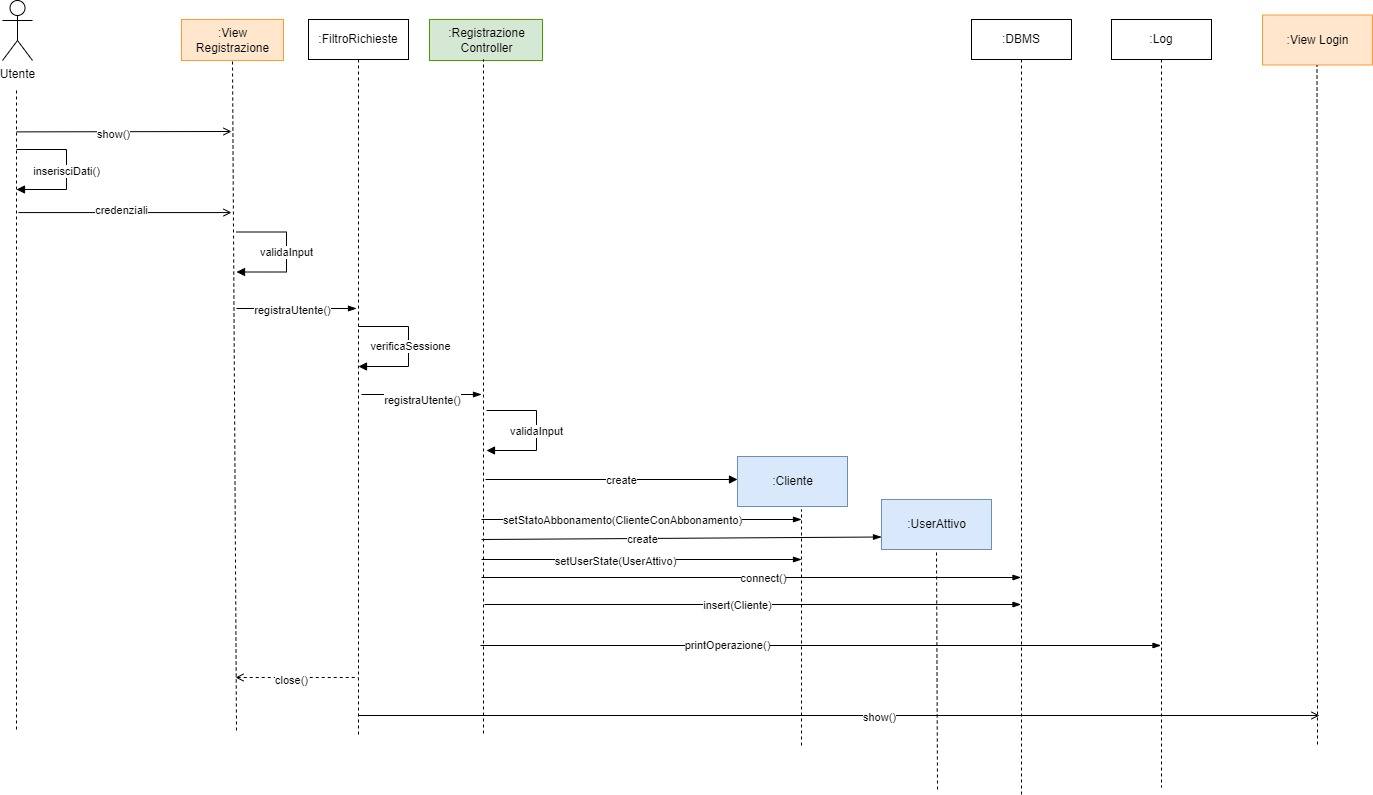 :View
Registrazione
:FiltroRichieste
:Registrazione
Controller
:DBMS
:Log
:View Login
Utente
show()
inserisciDati()
credenziali
validaInput
registraUtente()
verificaSessione
registraUtente()
validaInput
create
:Cliente
setStatoAbbonamento(ClienteConAbbonamento)
:UserAttivo
create
setUserState(UserAttivo)
connect()
insert(Cliente)
printOperazione()
close()
show()